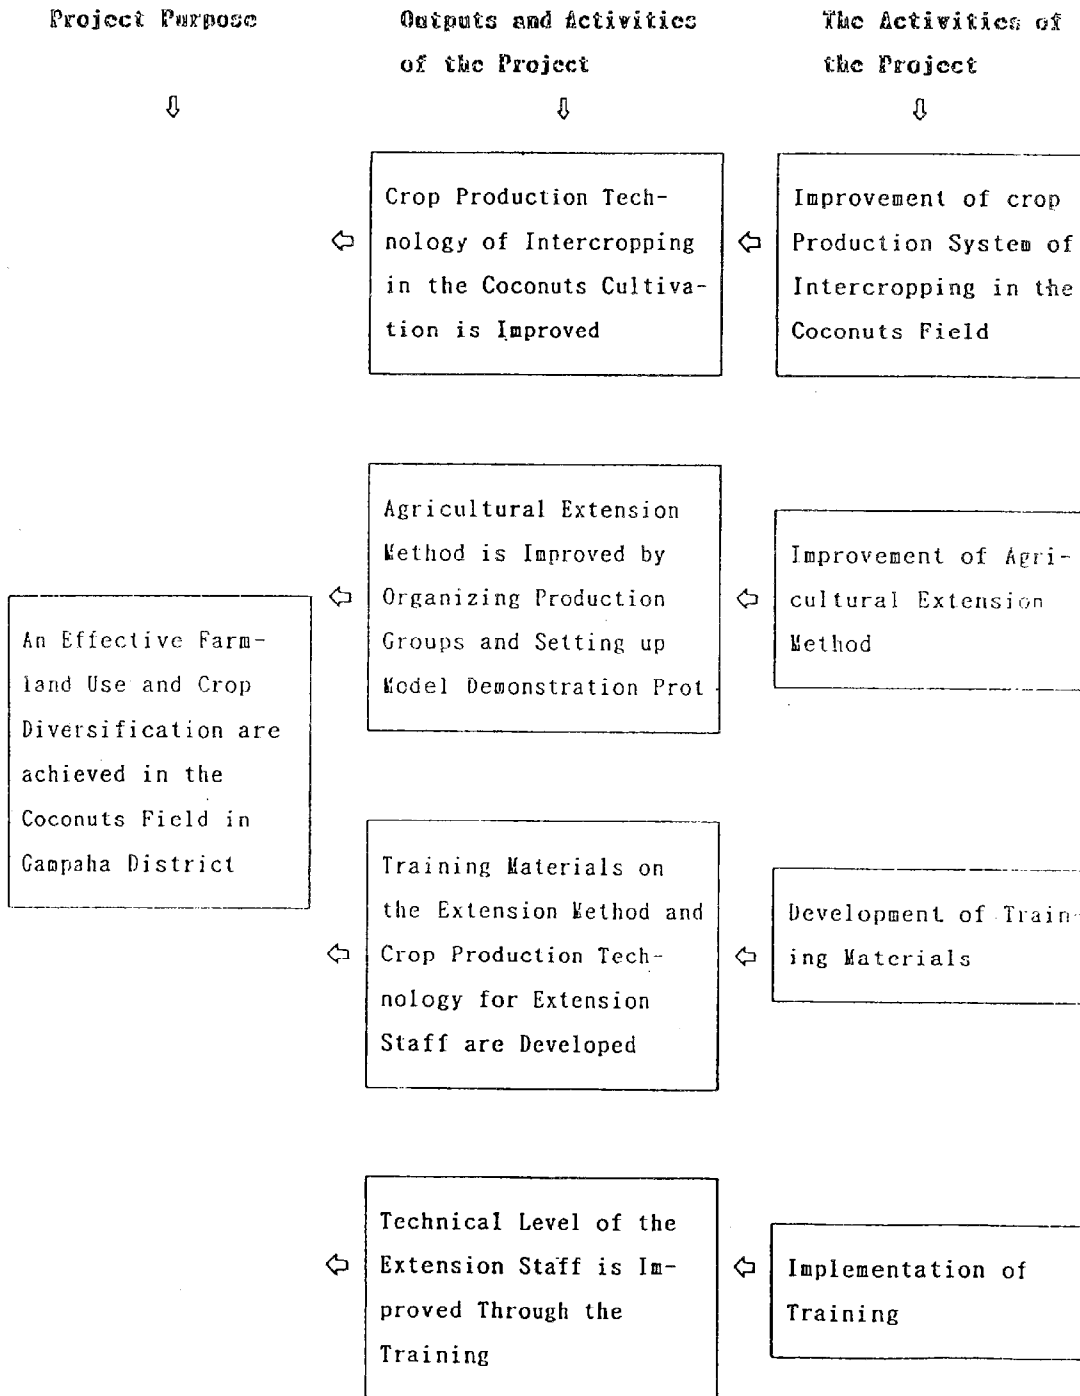 Project Purpose
Outputs and Activities
of the Project
The Activities of
the Project
⇩
⇩
⇩
Crop Production Tech-
nology of Intercropping
in the Coconuts Cultiva-
tion is Improved
⇦
⇦
Improvement of crop
Production System of
Intercropping in the
Coconuts Field
Agricultural Extension
Method is Improved by
Organizing Production
Groups and Setting up
Model Demonstration Prot
⇦
⇦
Improvement of Agri-
cultural Extension
Method
An Effective Farm-
land Use and Crop
Diversification are
achieved in the
Coconuts Field in
Gampaha District
Training Materials on
the Extension Method and
Crop Production Tech-
nology for Extension
Staff are Developed
⇦
⇦
Development of Train-
ing Materials
Technical Level of the
Extension Staff is Im-
proved Through the
Training
⇦
⇦
Implementation of
Training